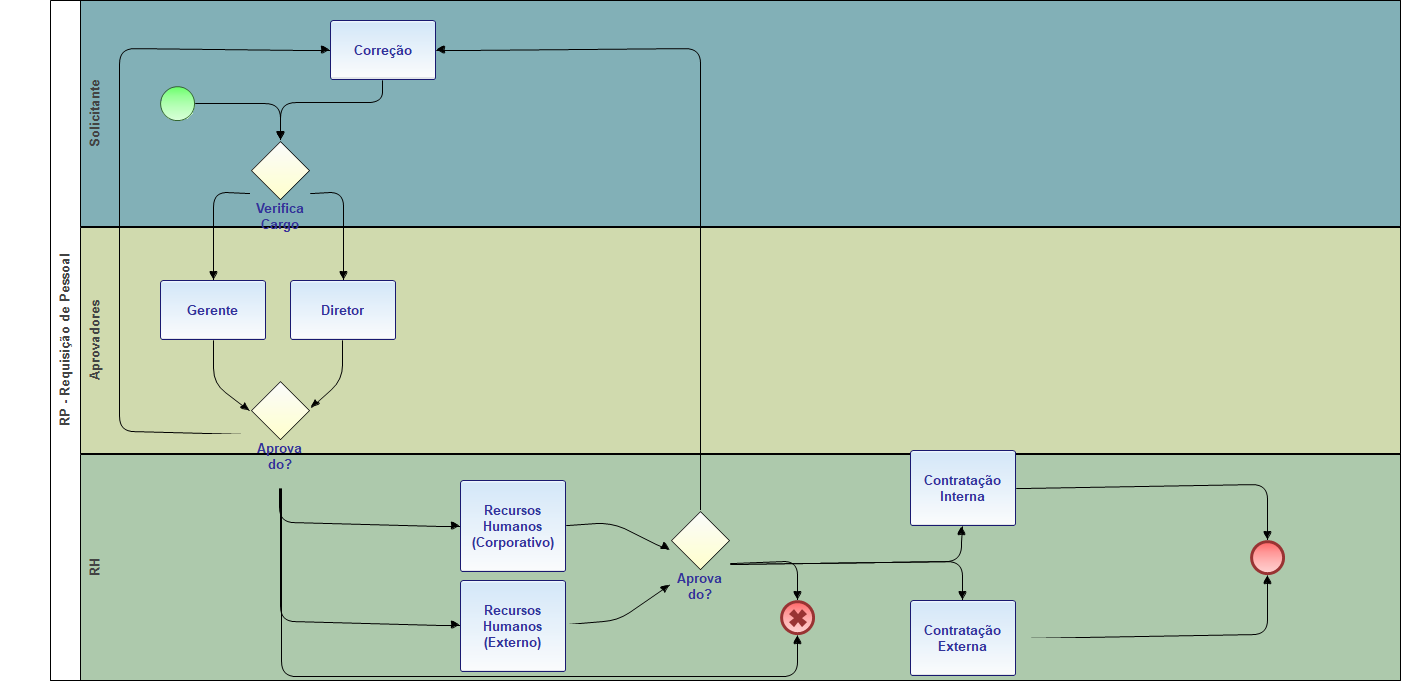 RP - Requisição de Pessoal
Solicitante
Correção
Verifica
Cargo
Aprovadores
Gerente
Diretor
Aprova
do?
RH
Recursos
Humanos
(Corporativo)
Recursos
Humanos
(Externo)
Aprova
do?
Contratação
Interna
Contratação
Externa